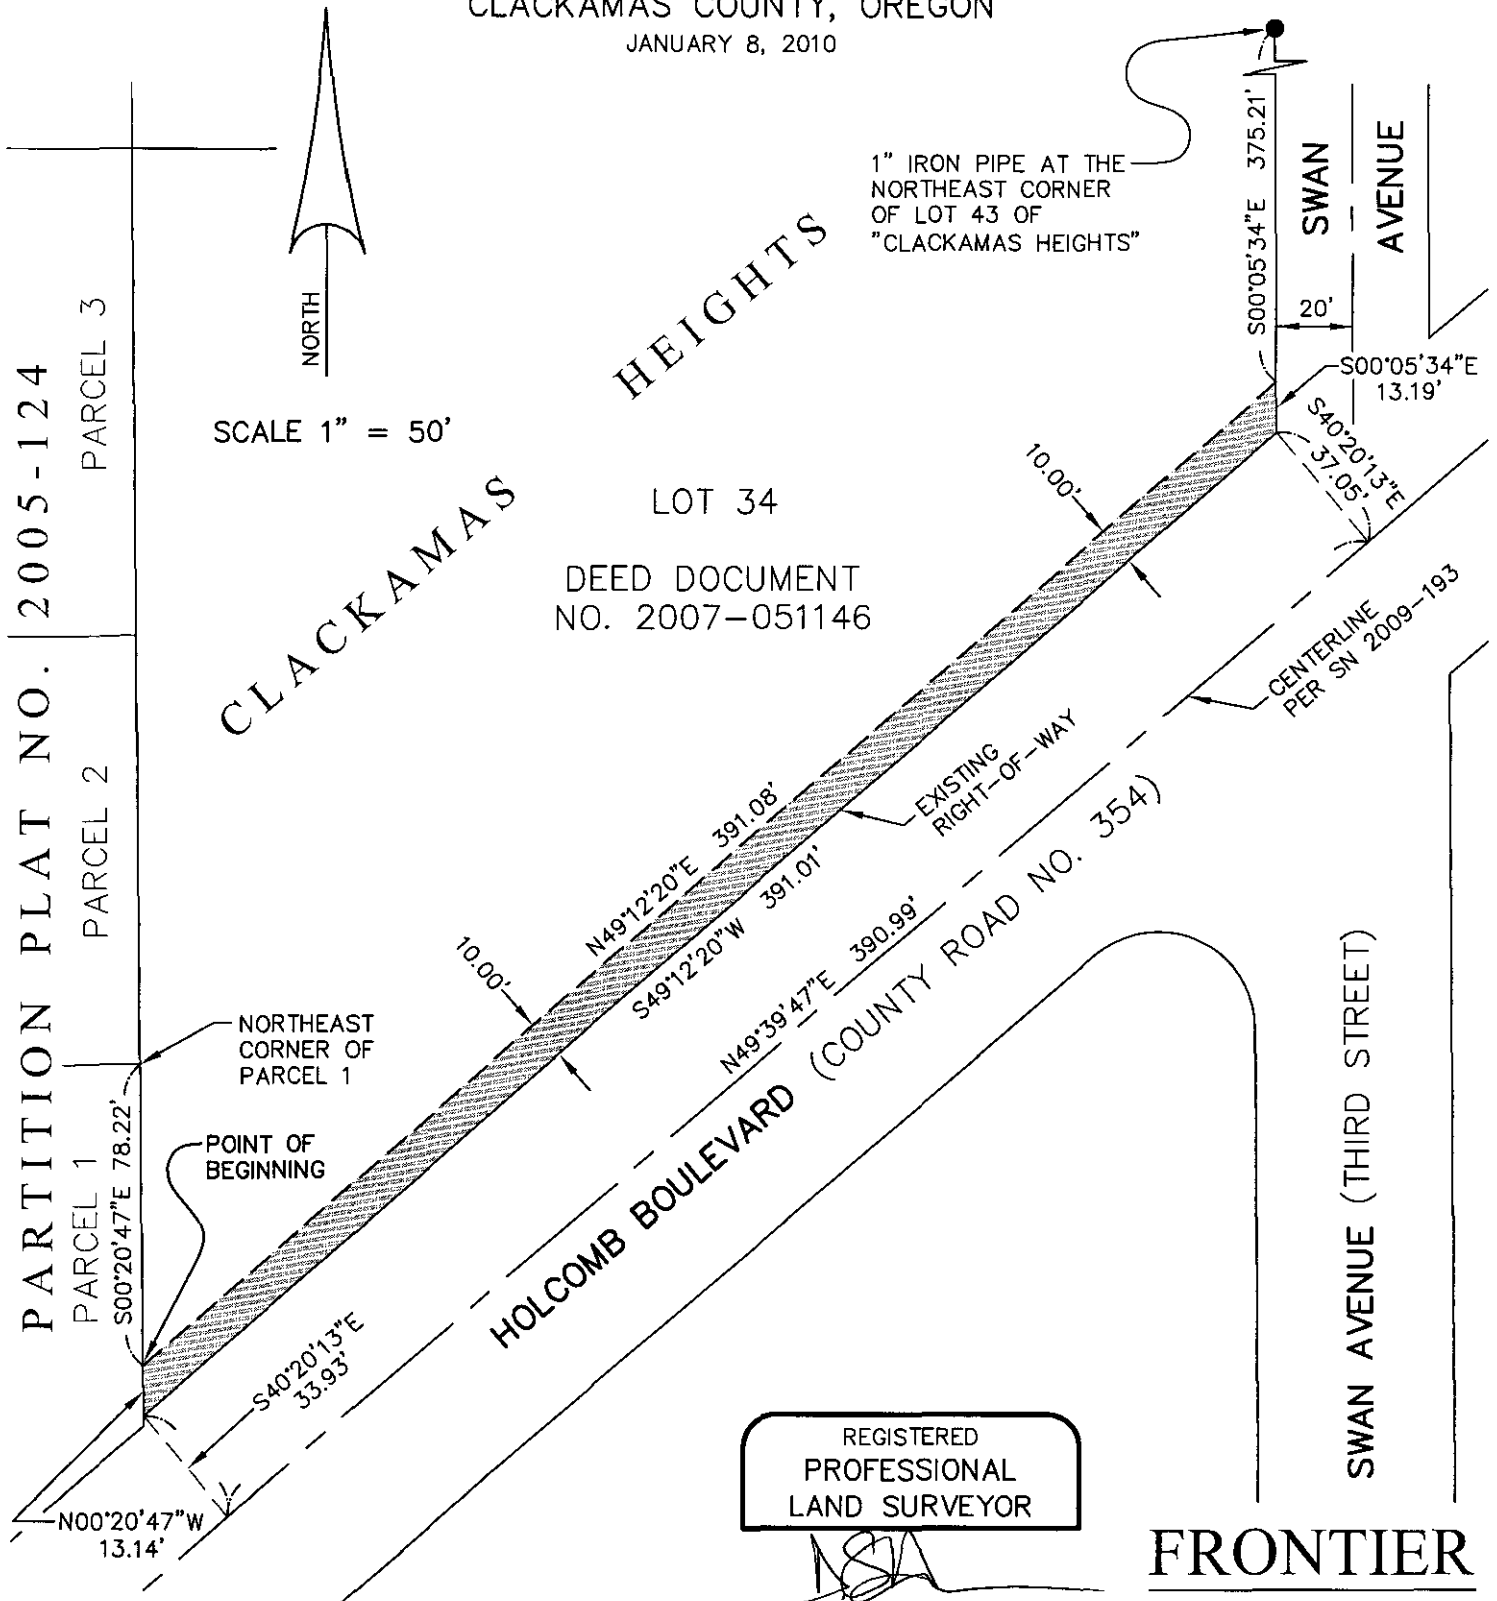 CLACKAMAS COUNTY, OREGON
JANUARY 8, 2010
1" IRON PIPE AT THE
NORTHEAST CORNER
OF LOT 43 OF
"CLACKAMAS HEIGHTS"
S00°05'34"E 375.21'
SWAN
AVENUE
20'
S00°05'34"E
13.19'
S40°20'13"E
37.05'
NORTH
SCALE 1" = 50'
CLACKAMAS
HEIGHTS
LOT 34
DEED DOCUMENT
NO. 2007-051146
PARTITION PLAT NO. 2005-124
PARCEL 3
PARCEL 2
PARCEL 1
10.00'
CENTERLINE
PER SN 2009-193
EXISTING
RIGHT-OF-WAY
N49°12'20"E 391.08'
S49°12'20"W 391.01'
10.00'
N49°39'47"E 390.99'
HOLCOMB BOULEVARD (COUNTY ROAD NO. 354)
NORTHEAST
CORNER OF
PARCEL 1
S00°20'47"E 78.22'
POINT OF
BEGINNING
S40°20'13"E
33.93'
N00°20'47"W
13.14'
SWAN AVENUE (THIRD STREET)
REGISTERED
PROFESSIONAL
LAND SURVEYOR
FRONTIER